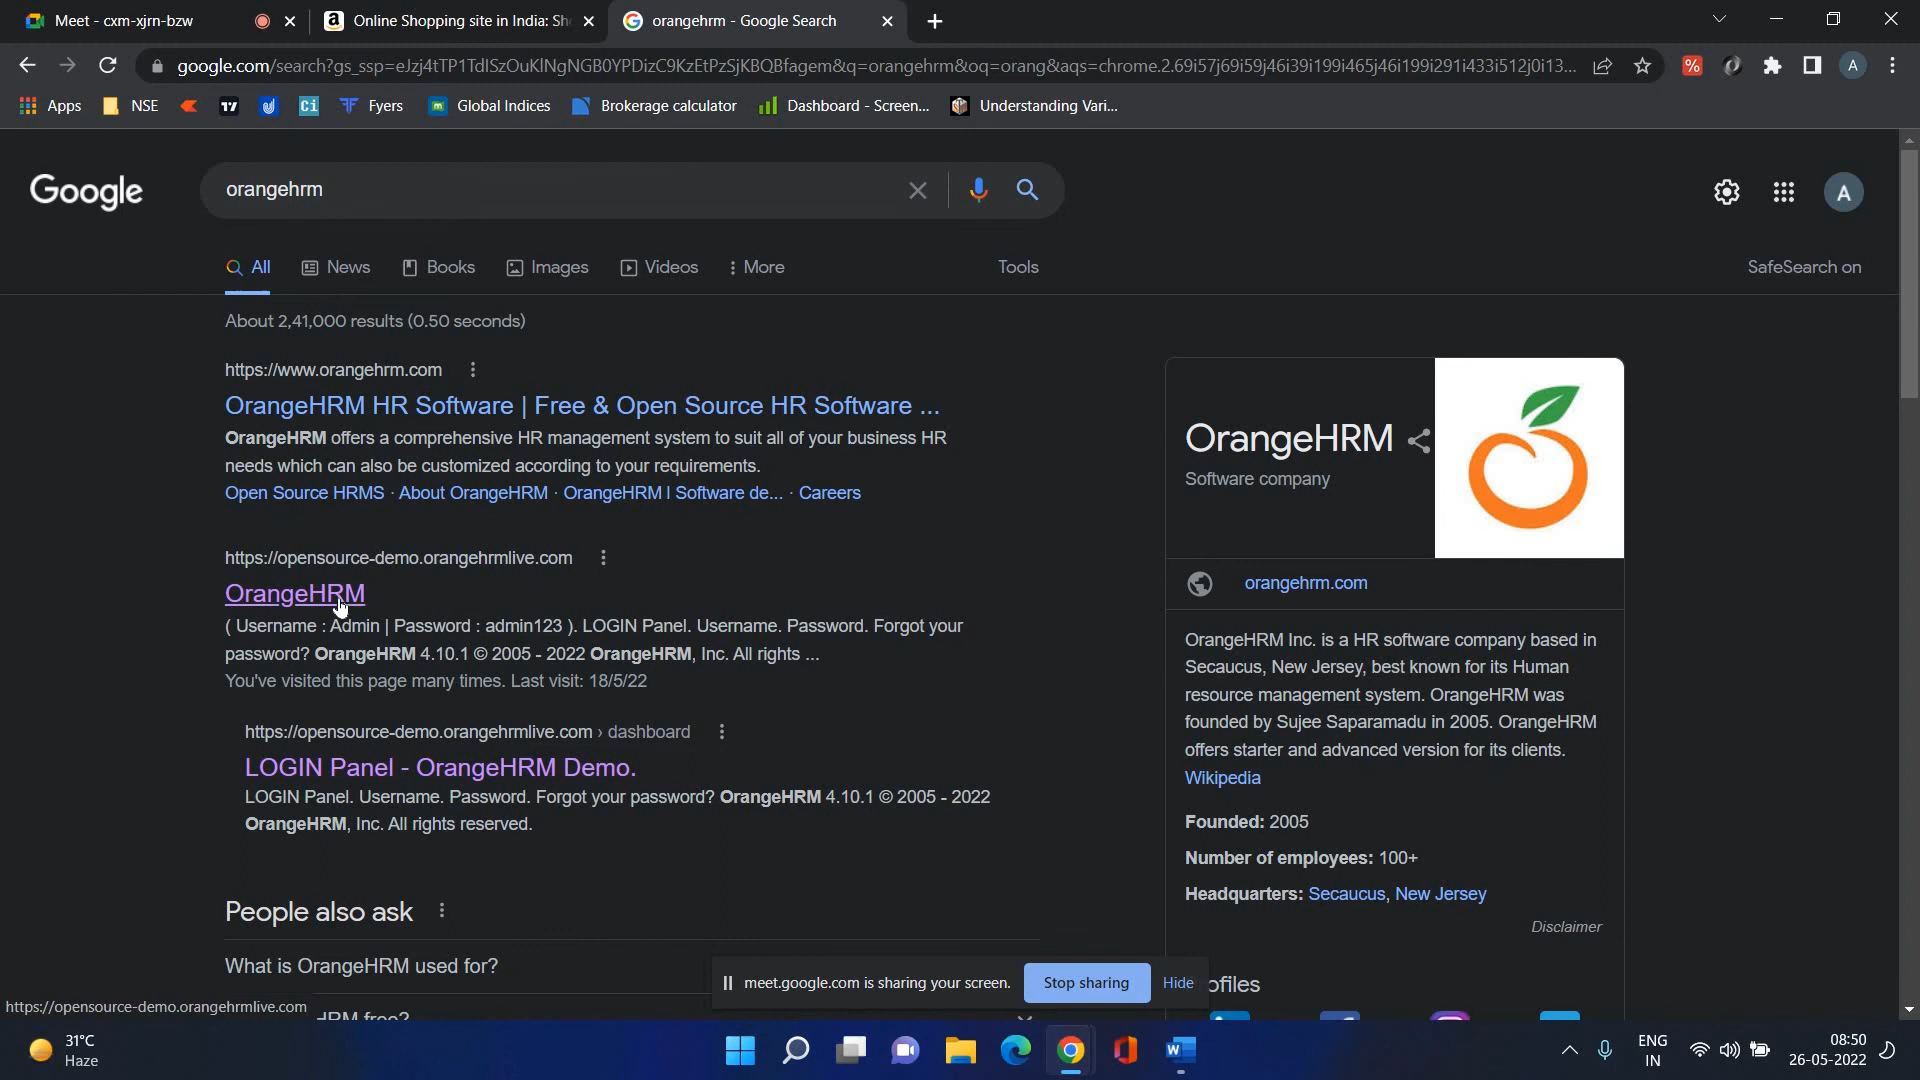 Meet - cxm-xjrn-bzw
Online Shopping site in India: Sh
orangehrm - Google Search
google.com/search?gs_ssp=eJzj4tTP1TdISzOuKlNgNGB0YPDizC9KzEtPzSjKBQBfagem&q=orangehrm&oq=orang&aqs=chrome.2.69i57j69i59j46i39i199i465j46i199i291i433i512j0i13...
A
Apps
NSE
Ci
Fyers
Global Indices
Brokerage calculator
Dashboard - Screen...
Understanding Vari...
Google
orangehrm
A
All
News
Books
Images
Videos
More
Tools
SafeSearch on
About 2,41,000 results (0.50 seconds)
https://www.orangehrm.com
OrangeHRM HR Software | Free & Open Source HR Software ...
OrangeHRM offers a comprehensive HR management system to suit all of your business HR
needs which can also be customized according to your requirements.
Open Source HRMS · About OrangeHRM · OrangeHRM | Software de... · Careers
https://opensource-demo.orangehrmlive.com
OrangeHRM
( Username : Admin | Password : admin123 ). LOGIN Panel. Username. Password. Forgot your
password? OrangeHRM 4.10.1 © 2005 - 2022 OrangeHRM, Inc. All rights ...
You've visited this page many times. Last visit: 18/5/22
https://opensource-demo.orangehrmlive.com › dashboard
LOGIN Panel - OrangeHRM Demo.
LOGIN Panel. Username. Password. Forgot your password? OrangeHRM 4.10.1 © 2005 - 2022
OrangeHRM, Inc. All rights reserved.
People also ask
What is OrangeHRM used for?
HRM free?
OrangeHRM
Software company
orangehrm.com
OrangeHRM Inc. is a HR software company based in
Secaucus, New Jersey, best known for its Human
resource management system. OrangeHRM was
founded by Sujee Saparamadu in 2005. OrangeHRM
offers starter and advanced version for its clients.
Wikipedia
Founded: 2005
Number of employees: 100+
Headquarters: Secaucus, New Jersey
Disclaimer
ofiles
meet.google.com is sharing your screen.
Stop sharing
Hide
https://opensource-demo.orangehrmlive.com
31°C
Haze
ENG
IN
08:50
26-05-2022